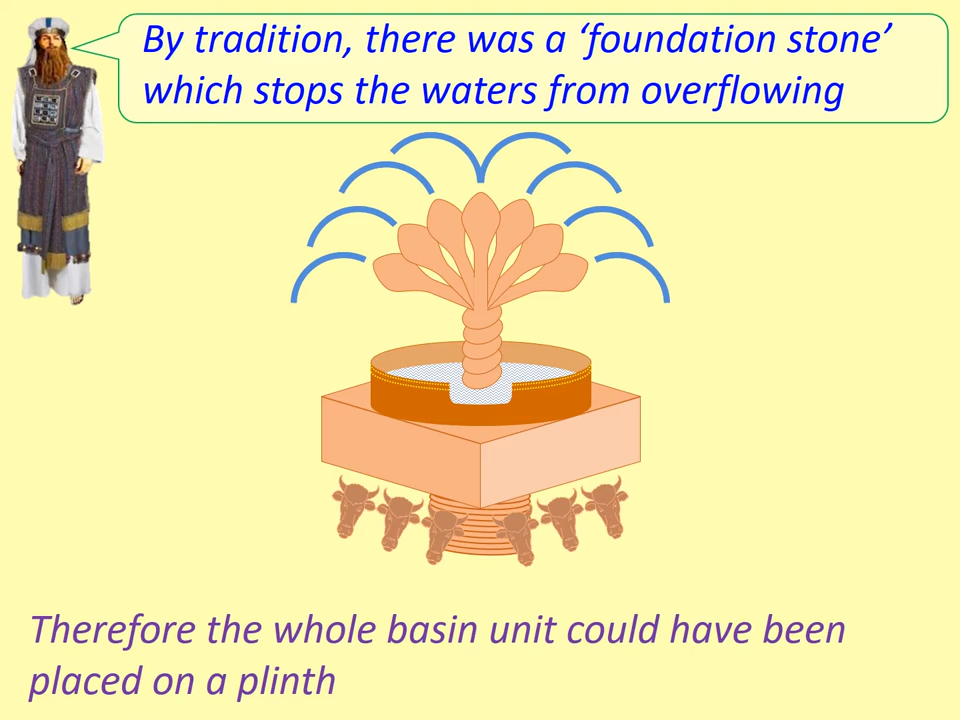 By tradition, there was a ‘foundation stone’
which stops the waters from overflowing
Therefore the whole basin unit could have been
placed on a plinth